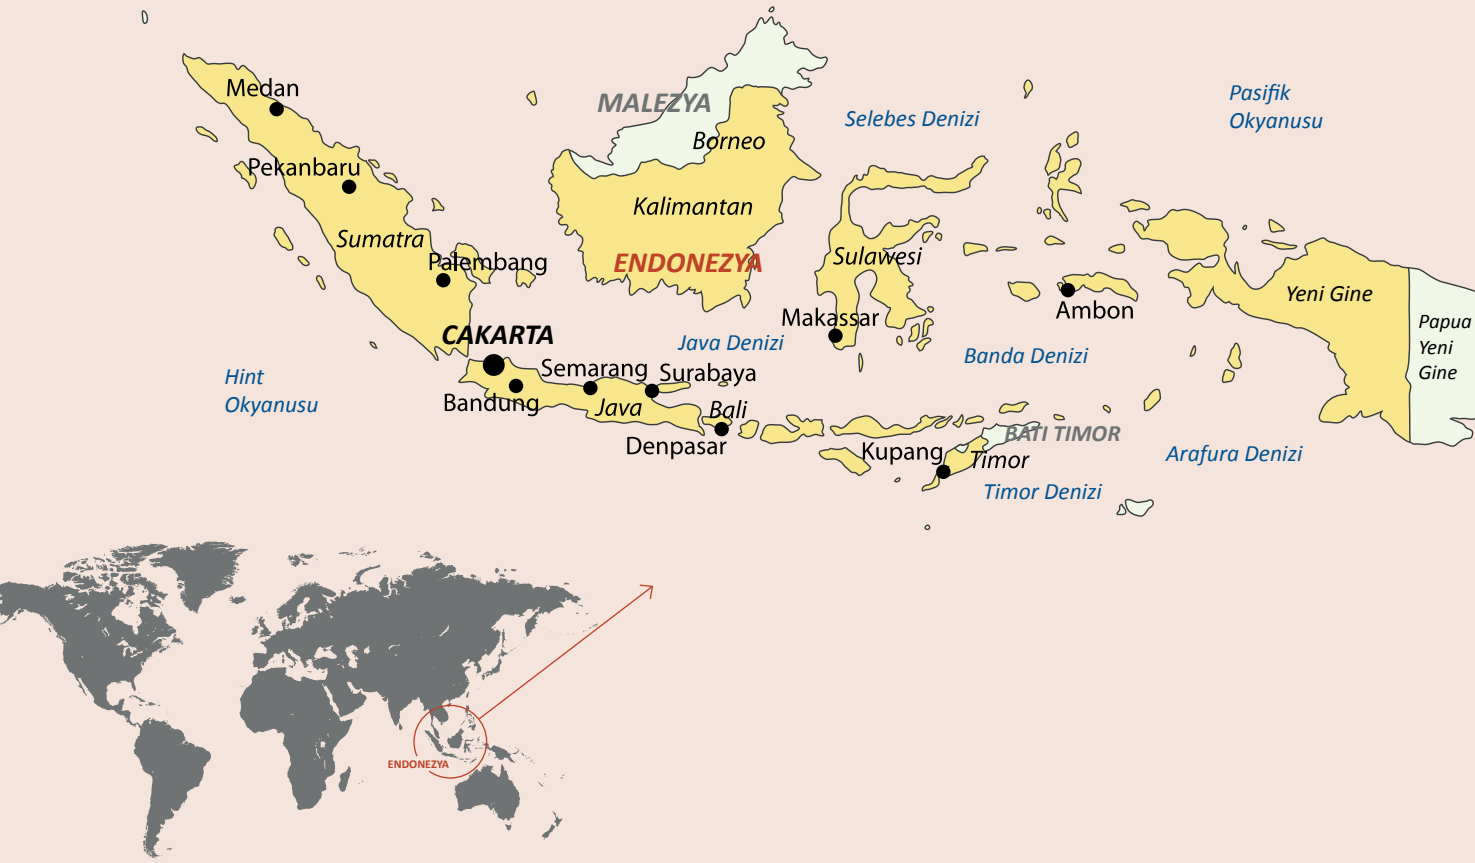 Medan
MALEZYA
Pasifik
Okyanusu
Selebes Denizi
Borneo
Pekanbaru
Kalimantan
Sumatra
Palembang
ENDONEZYA
Sulawesi
Yeni Gine
Ambon
Makassar
Papua
Yeni
Gine
CAKARTA
Java Denizi
Banda Denizi
Hint
Okyanusu
Semarang
Surabaya
Bandung
Java
Bali
Denpasar
BATI TIMOR
Kupang
Timor
Arafura Denizi
Timor Denizi
ENDONEZYA